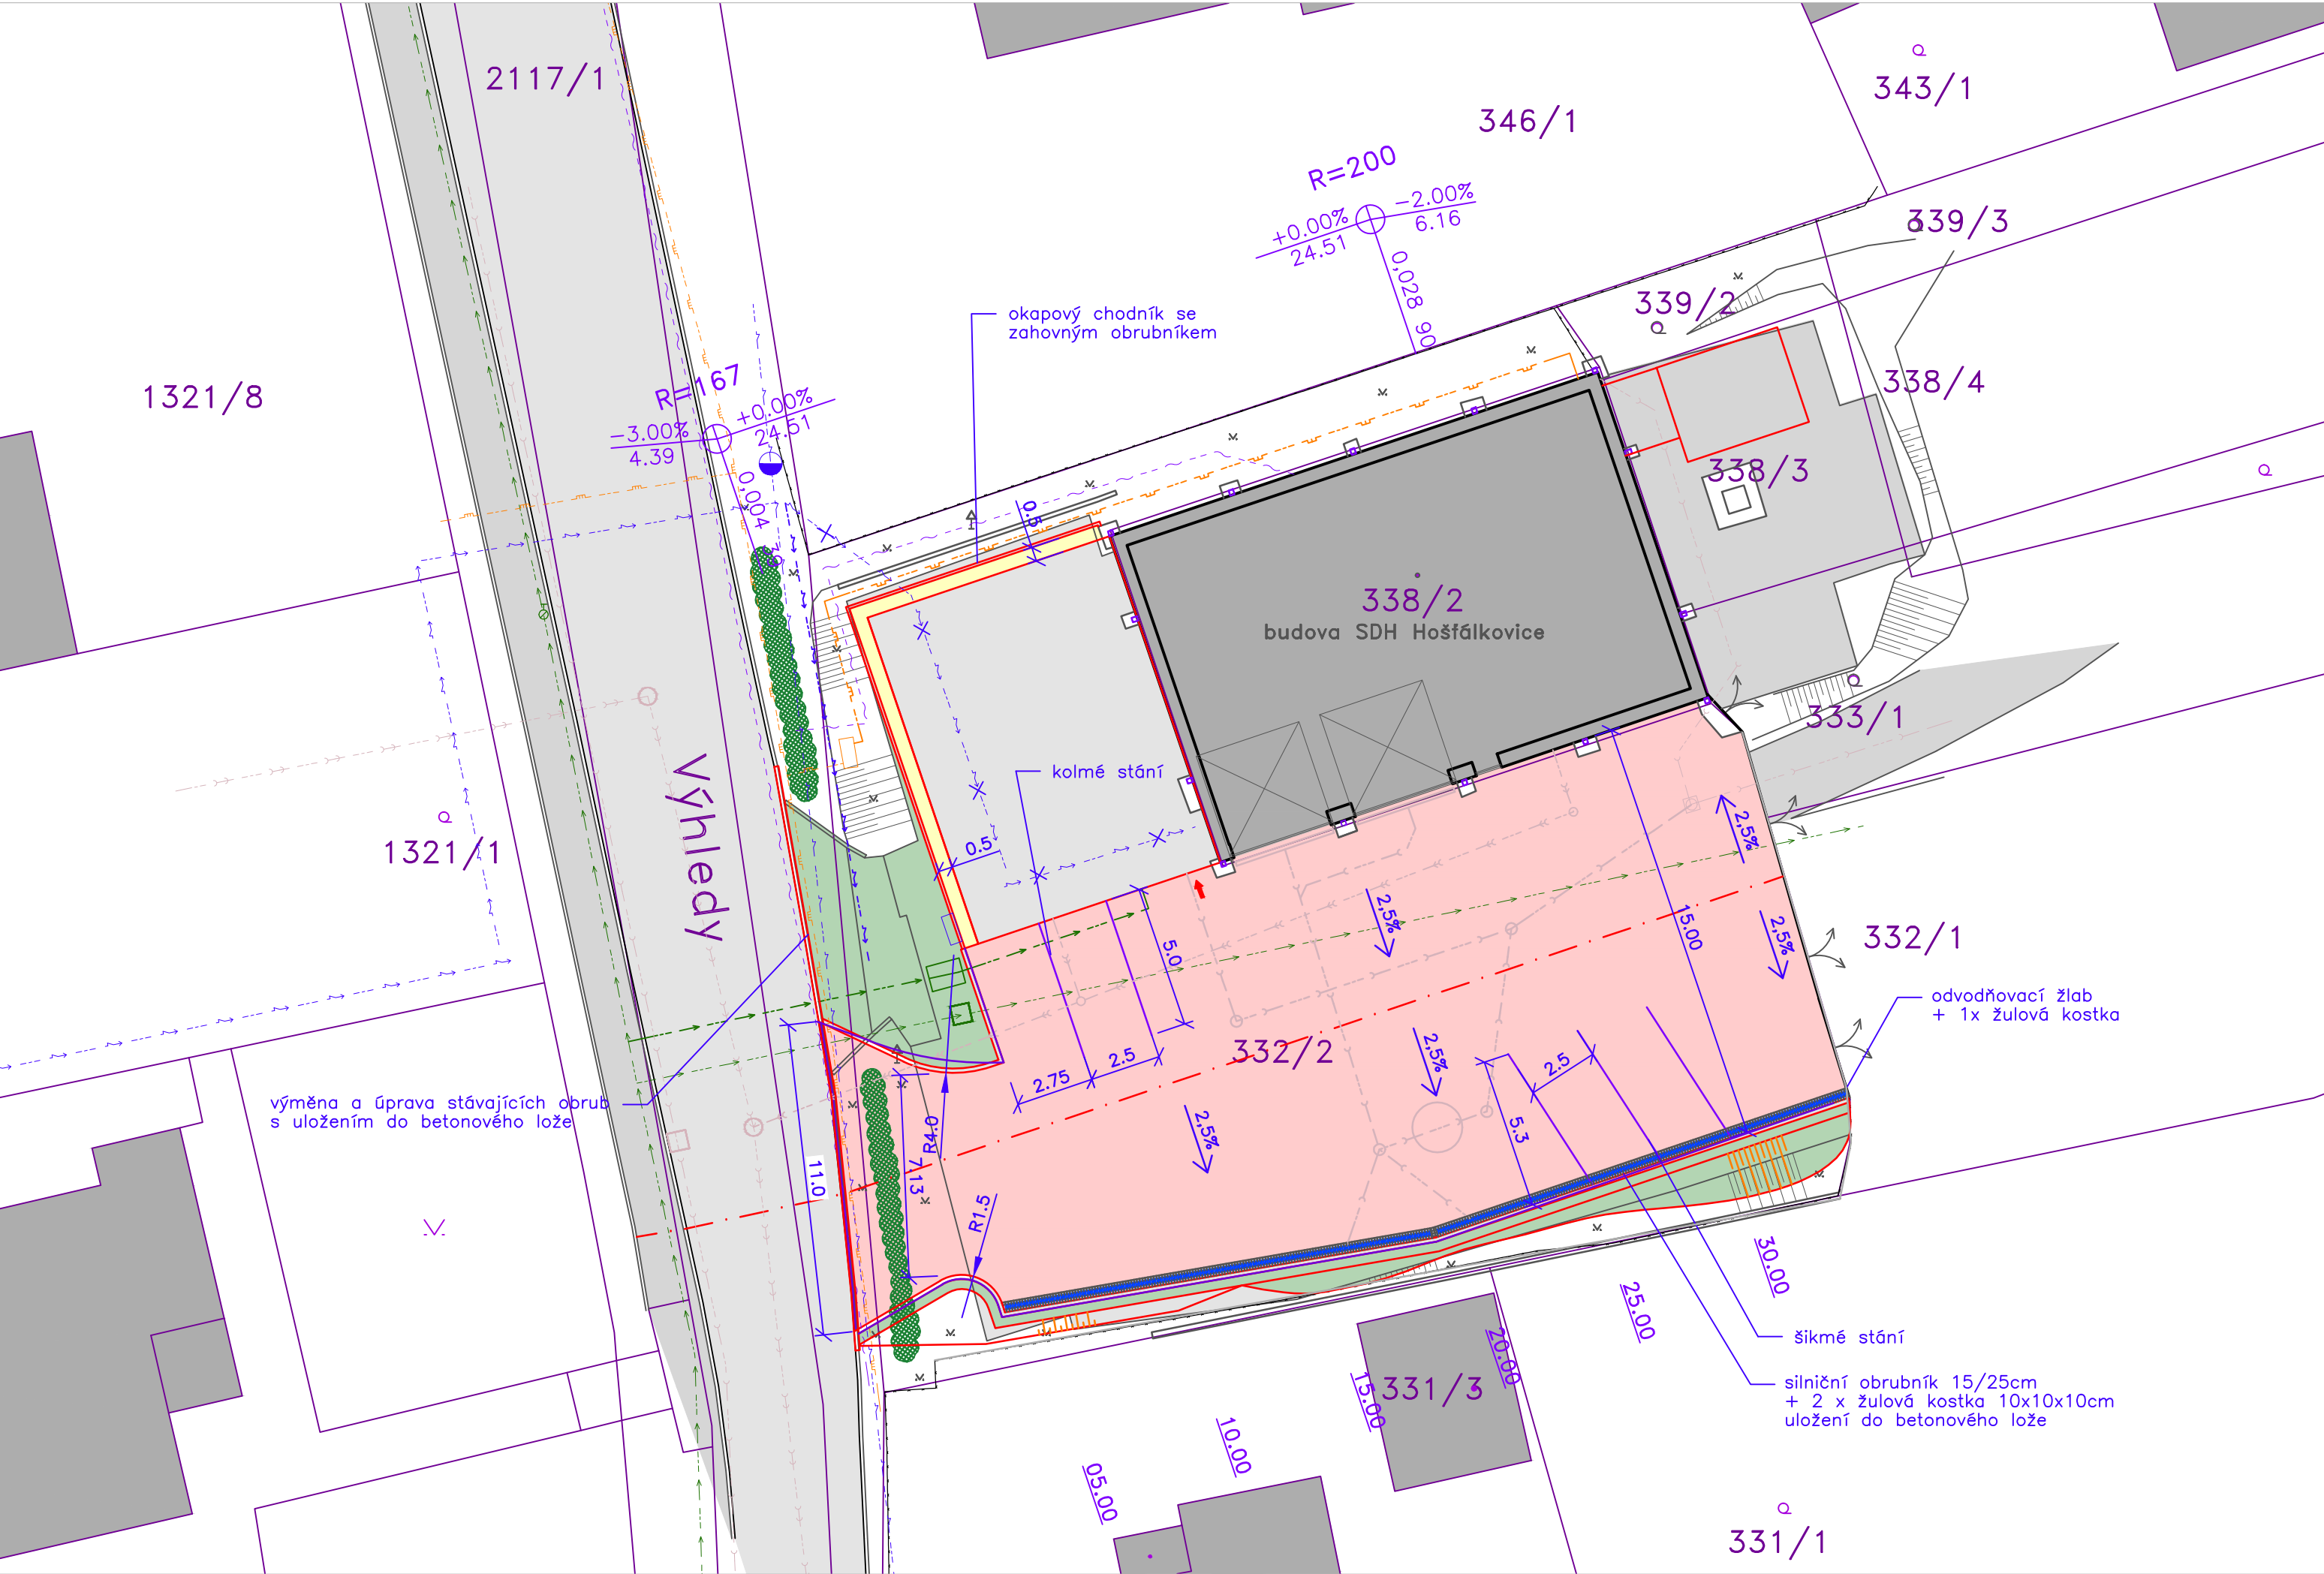 2117/1
343/1
346/1
R=200
+0.00%
24.51
-2.00%
6.16
0,028 90
339/3
339/2
okapový chodník se
zahovným obrubníkem
338/4
1321/8
R=167
-3.00%
4.39
+0.00%
24.51
0,004
338/3
0.5
338/2
budova SDH Hošťálkovice
333/1
kolmé stání
Výhledy
1321/1
0.5
2,5%
2,5%
15.00
2,5%
332/1
5.0
odvodňovací žlab
+ 1x žulová kostka
332/2
2,5%
2.5
2.75
2.5
5.3
výměna a úprava stávajících obrub
s uložením do betonového lože
R4.0
2,5%
11.0
7.13
R1.5
30.00
25.00
20.00
15.00
10.00
05.00
šikmé stání
331/3
silniční obrubník 15/25cm
+ 2 x žulová kostka 10x10x10cm
uložení do betonového lože
331/1